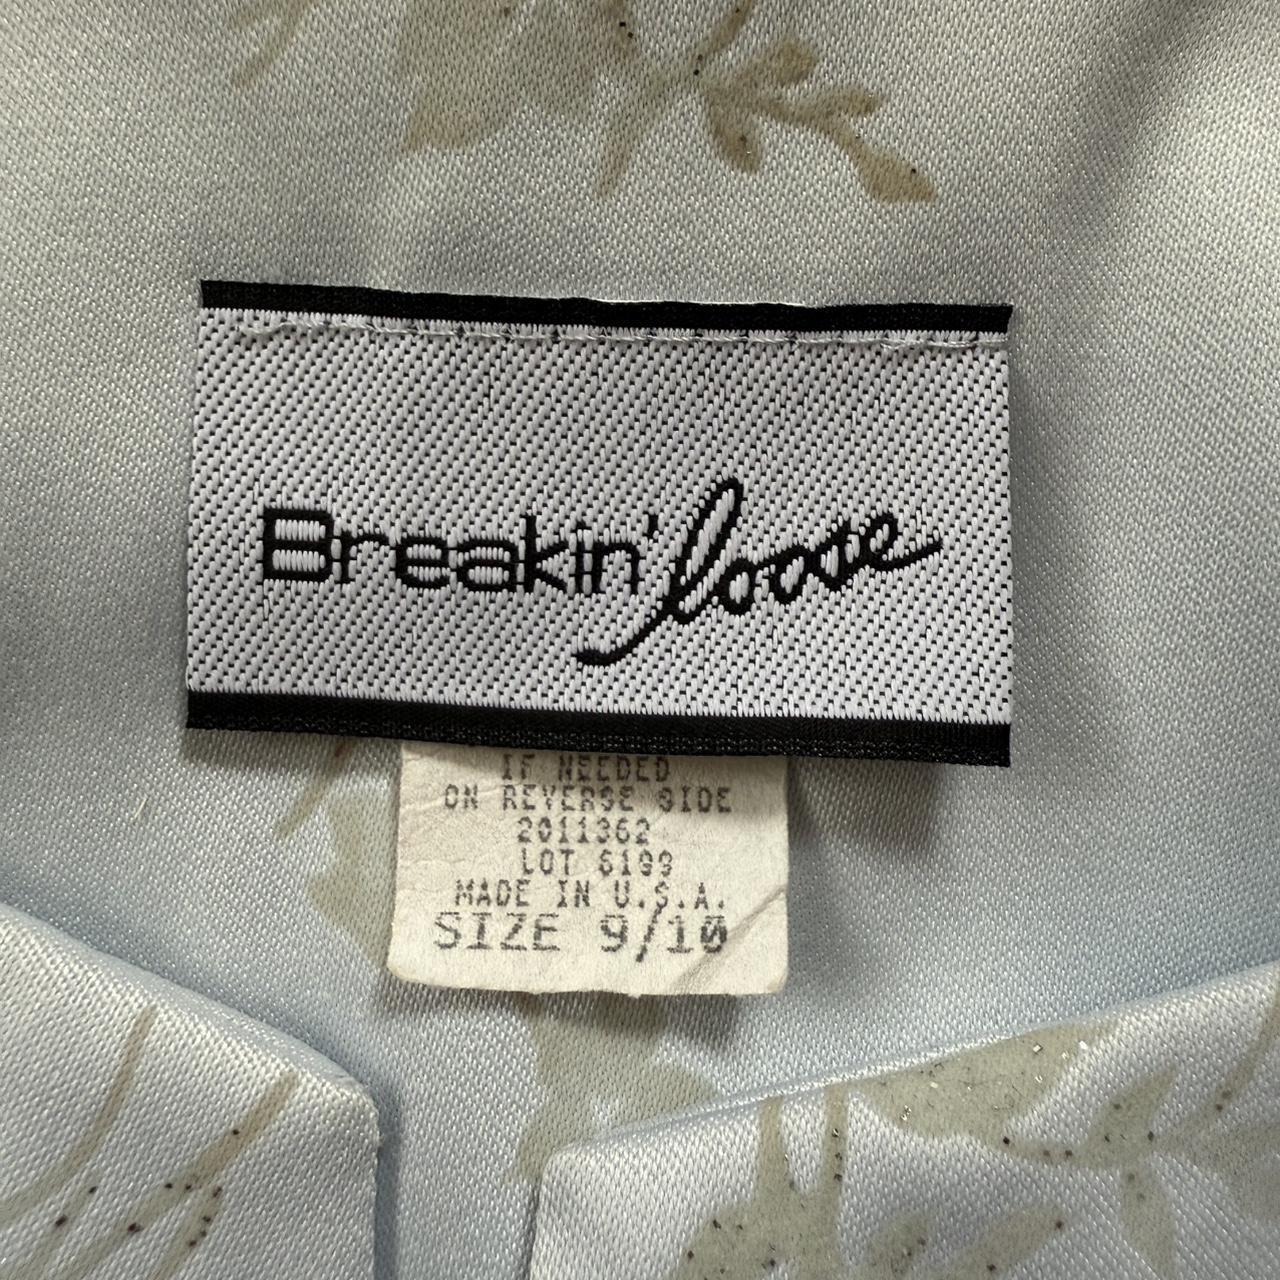 Breakin' loose
IF NEEDED
ON REVERSE SIDE
2011362
LOT 6199
MADE IN U.S.A.
SIZE 9/10